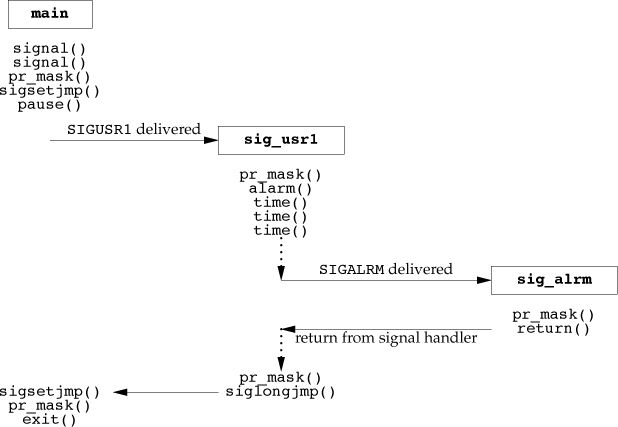 main
signal()
signal()
pr_mask()
sigsetjmp()
pause()
SIGUSR1 delivered
sig_usr1
pr_mask()
alarm()
time()
time()
time()
SIGALRM delivered
sig_alrm
pr_mask()
return()
return from signal handler
pr_mask()
siglongjmp()
sigsetjmp()
pr_mask()
exit()